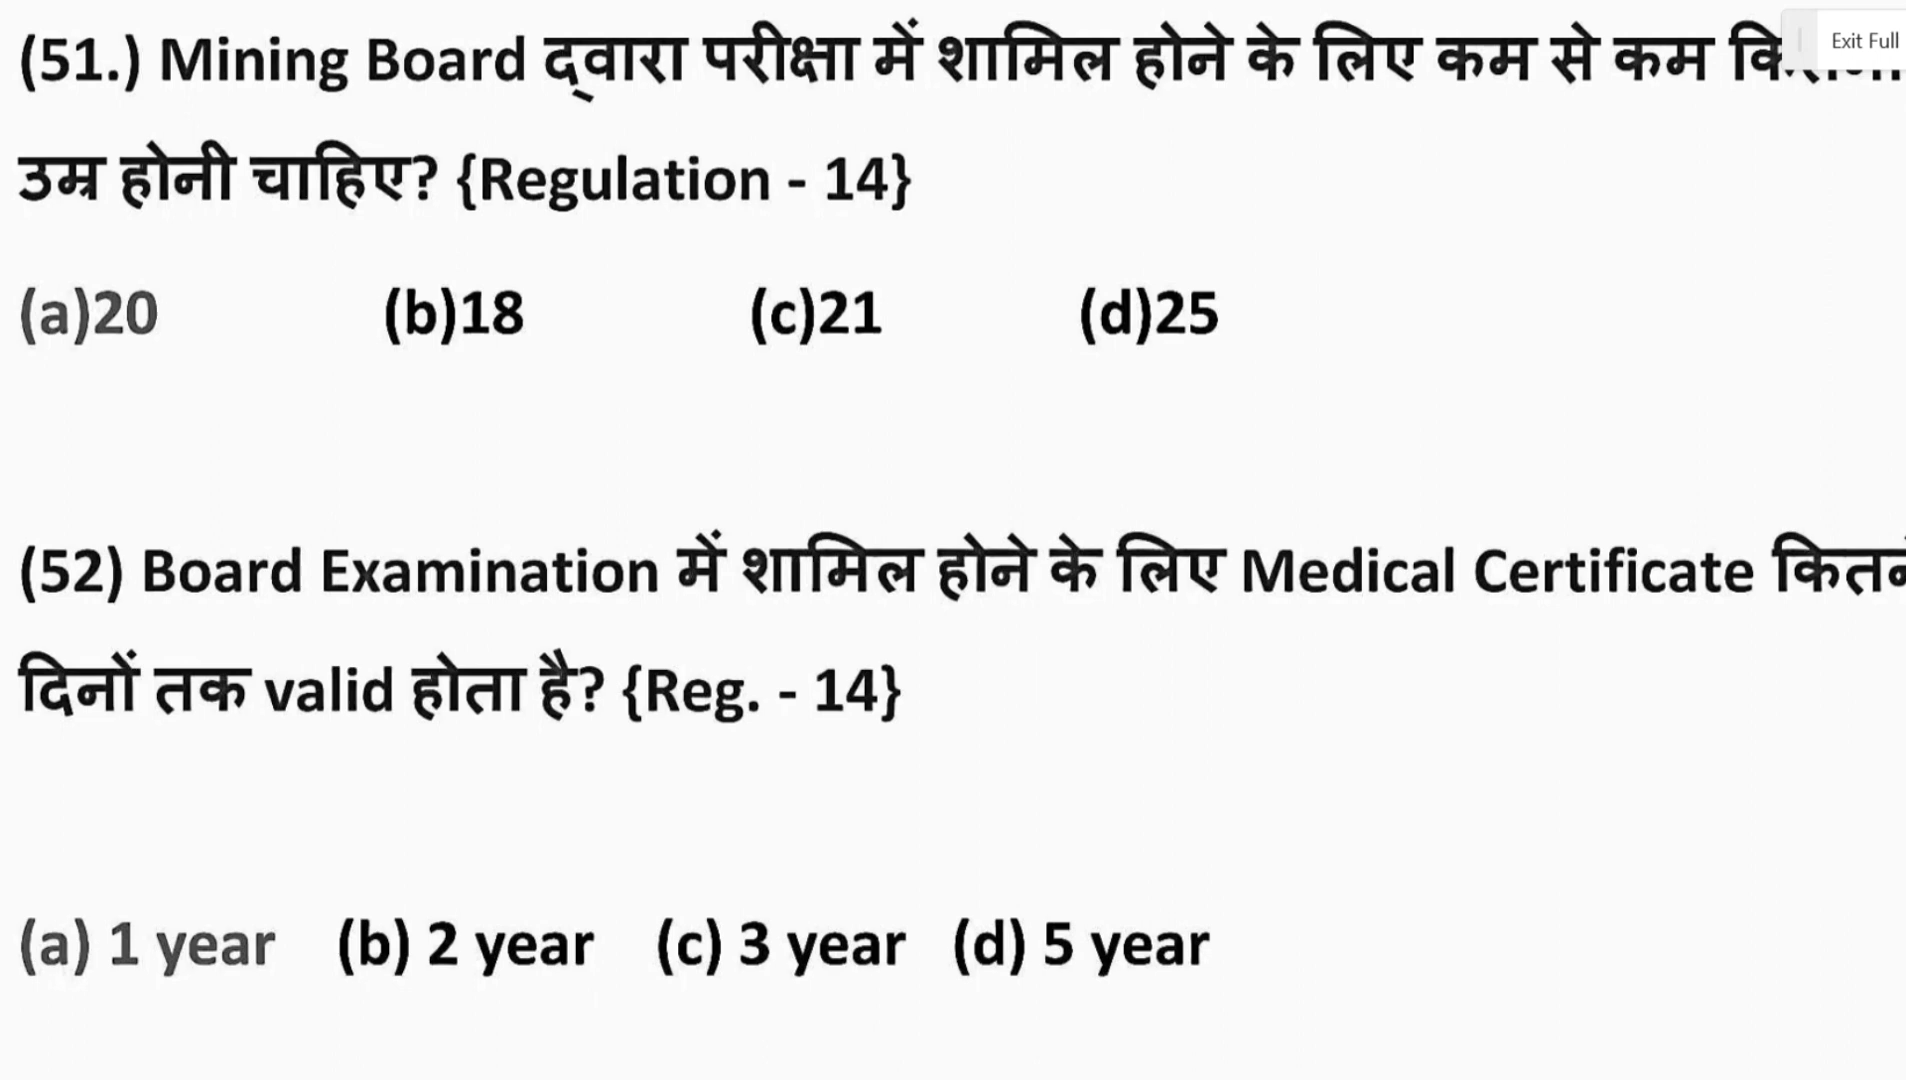 (51.) Mining Board द्वारा परीक्षा में शामिल होने के लिए कम से कम
Exit Full
उम्र होनी चाहिए? {Regulation - 14}
(a)20 (b)18 (c)21 (d)25
(52) Board Examination में शामिल होने के लिए Medical Certificate कितने
दिनों तक valid होता है? {Reg. - 14}
(a) 1 year (b) 2 year (c) 3 year (d) 5 year